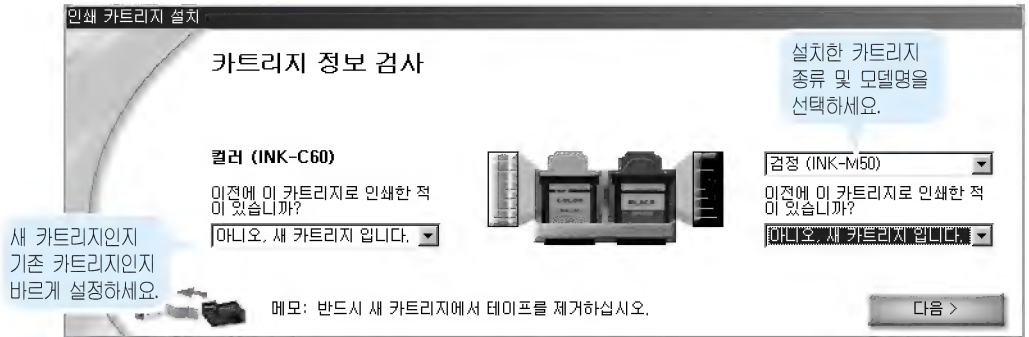 인쇄 카트리지 설치
카트리지 정보 검사
설치한 카트리지
종류 및 모델명을
선택하세요.
컬러 (INK-C60)
이전에 이 카트리지로 인쇄한 적
이 있습니까?
아니오, 새 카트리지 입니다.
COLOR
BLACK
검정 (INK-M50)
이전에 이 카트리지로 인쇄한 적
이 있습니까?
아니오, 새 카트리지 입니다.
새 카트리지인지
기존 카트리지인지
바르게 설정하세요.
메모: 반드시 새 카트리지에서 테이프를 제거하십시오.
다음 >